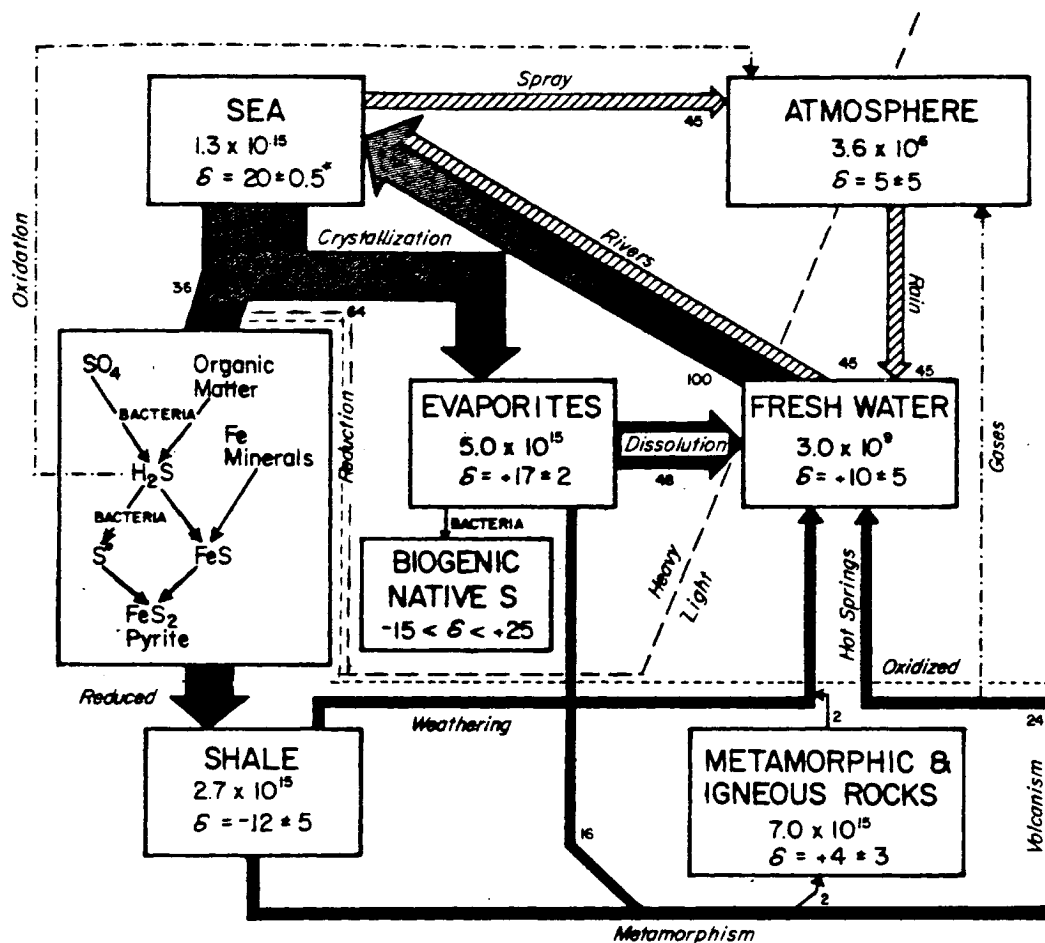 Spray
SEA
1.3 x 10¹⁵
δ = 20 ± 0.5*
45
ATMOSPHERE
3.6 x 10⁶
δ = 5 ± 5
Oxidation
Crystallization
Rivers
Rain
36
64
45
45
100
SO₄
Organic
Matter
BACTERIA
Fe
Minerals
H₂S
BACTERIA
S°
FeS
FeS₂
Pyrite
Reduction
EVAPORITES
5.0 x 10¹⁵
δ = +17 ± 2
Dissolution
48
FRESH WATER
3.0 x 10⁹
δ = +10 ± 5
Gases
BACTERIA
BIOGENIC
NATIVE S
-15 < δ < +25
Heavy
Light
Hot Springs
Oxidized
Reduced
Weathering
2
24
SHALE
2.7 x 10¹⁵
δ = -12 ± 5
METAMORPHIC &
IGNEOUS ROCKS
7.0 x 10¹⁵
δ = +4 ± 3
Volcanism
16
2
Metamorphism